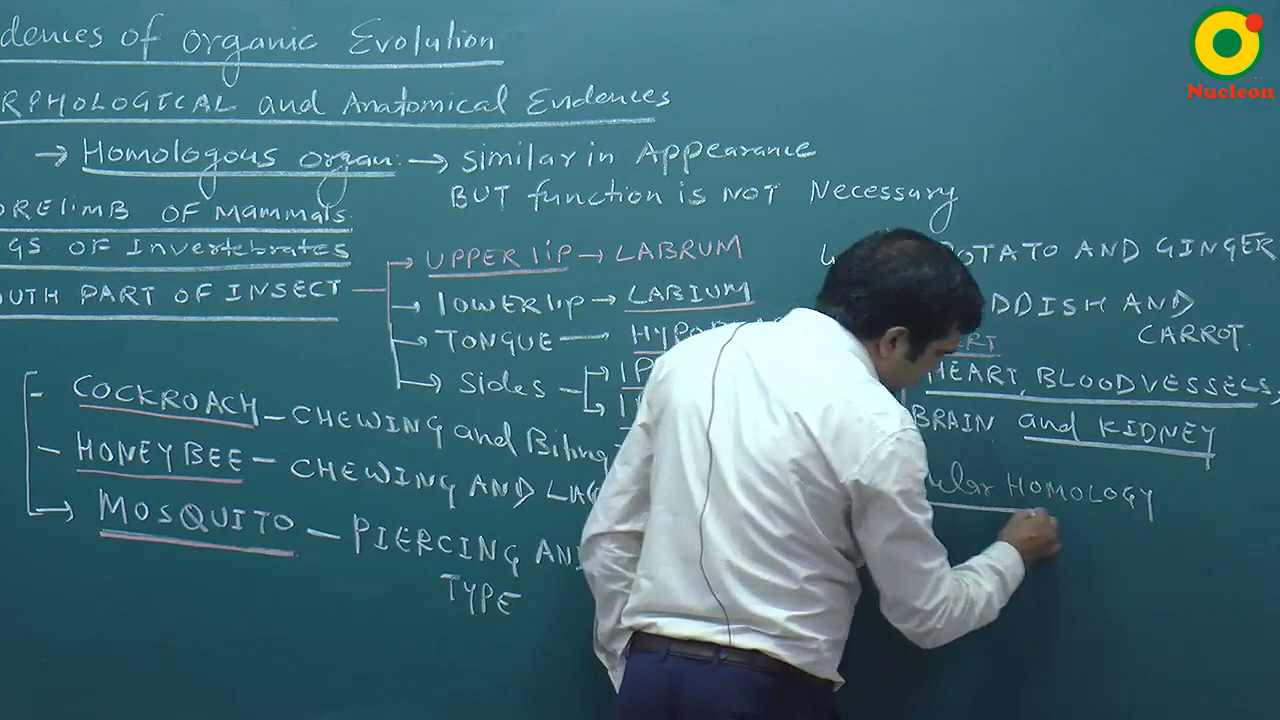 dences of Organic Evolution
RPHOLOGICAL and Anatomical Evidences
→ Homologous organ: → similar in Appearance
BUT function is NOT Necessary
ORElimB OF MAMMALS.
GS OF Invertebrates
OUTH PART OF INSECT
UPPER lip → LABRUM
lOWER lip → LABIUM
TONGUE —
Sides
OTATO AND GINGER
DDISH AND
CARROT.
HEART, BLOODVESSELS,
BRAIN and KIDNEY
HOMOLOGY
- COCKROACH - CHEWING and Biting
- HONEY BEE - CHEWING AND
→ MOSQUITO - PIERCING AN
TYPE
Nucleon